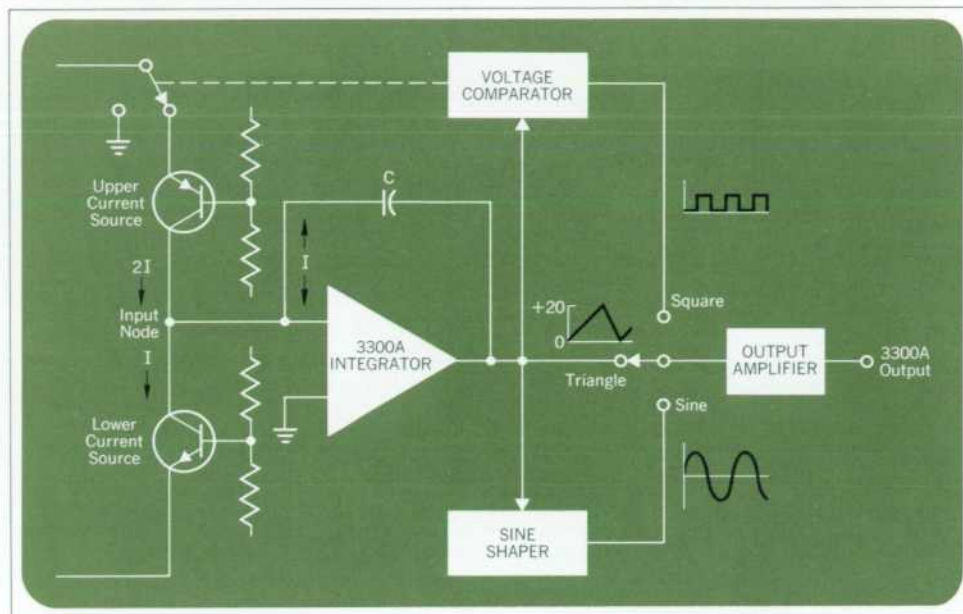 VOLTAGE
COMPARATOR
Upper
Current
Source
C
2I
I
Input
Node
I
3300A
INTEGRATOR
+20
0
Triangle
Square
Sine
OUTPUT
AMPLIFIER
3300A
Output
Lower
Current
Source
SINE
SHAPER